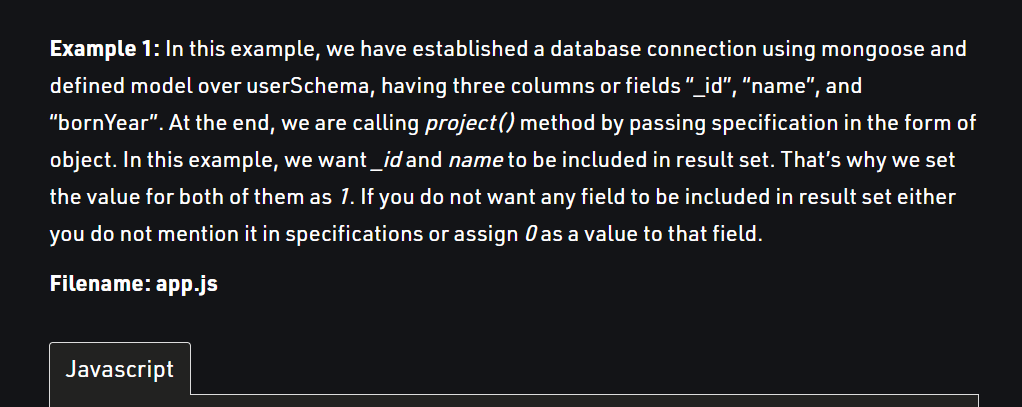 Example 1: In this example, we have established a database connection using mongoose and
defined model over userSchema, having three columns or fields “_id”, “name”, and
“bornYear”. At the end, we are calling project() method by passing specification in the form of
object. In this example, we want _id and name to be included in result set. That’s why we set
the value for both of them as 1. If you do not want any field to be included in result set either
you do not mention it in specifications or assign 0 as a value to that field.
Filename: app.js
Javascript